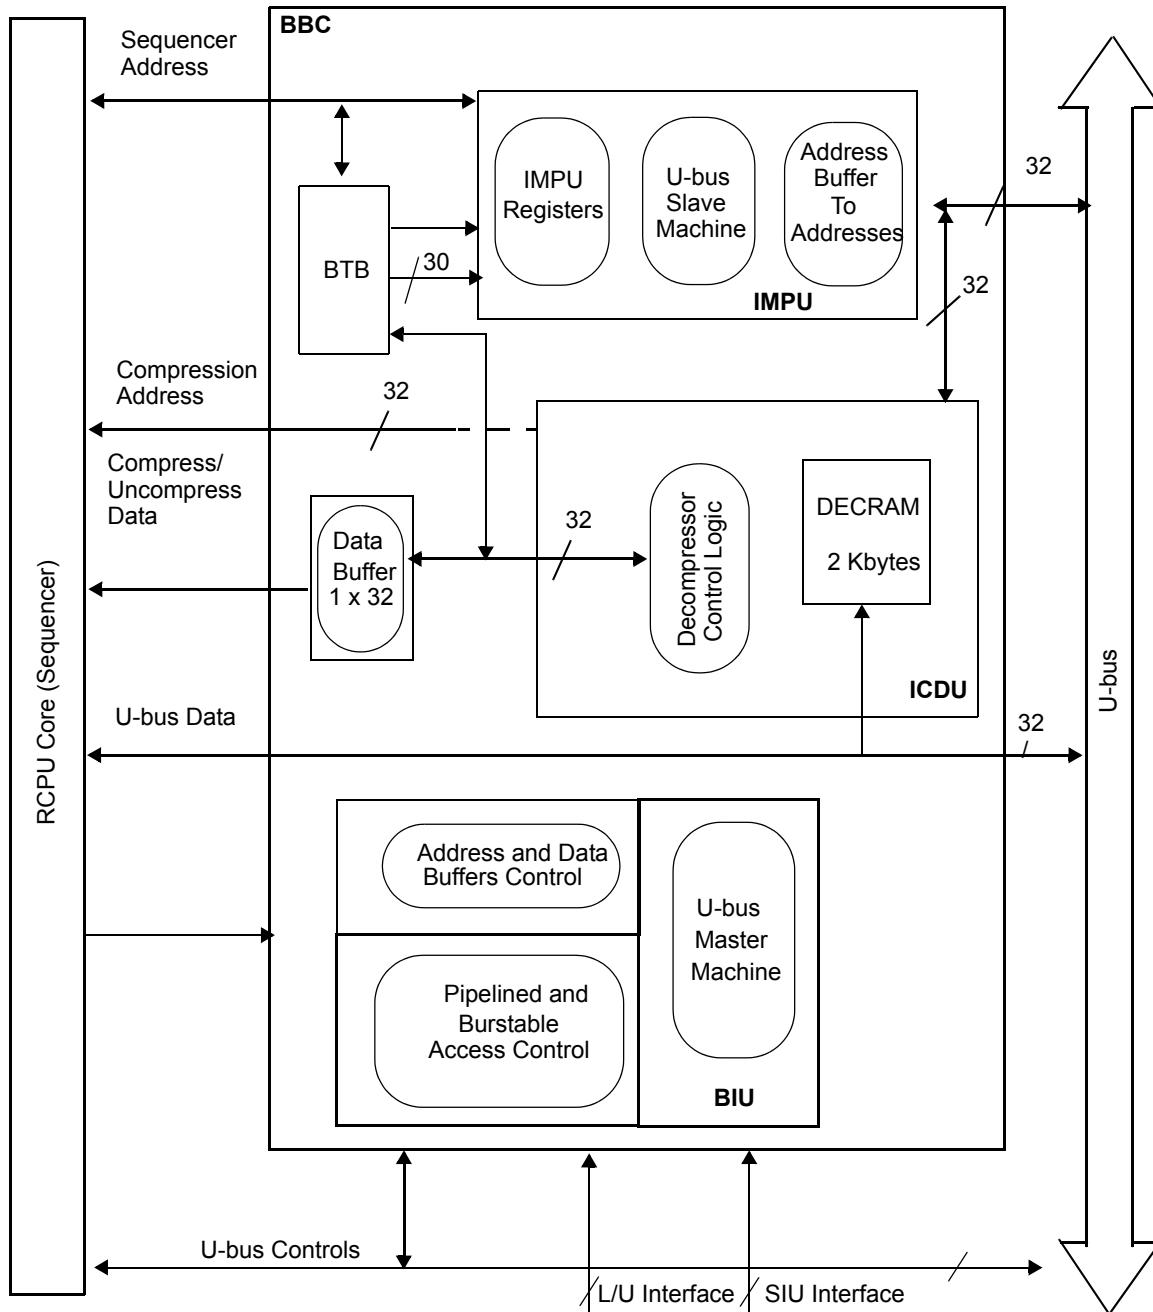 BBC
Sequencer
Address
IMPU
Registers
U-bus
Slave
Machine
Address
Buffer
To
Addresses
32
BTB
30
IMPU
32
Compression
Address
32
Compress/
Uncompress
Data
Data
Buffer
1 x 32
32
Decompressor
Control Logic
DECRAM
2 Kbytes
ICDU
RCPU Core (Sequencer)
U-bus
U-bus Data
32
Address and Data
Buffers Control
U-bus
Master
Machine
Pipelined and
Burstable
Access Control
BIU
U-bus Controls
L/U Interface
SIU Interface